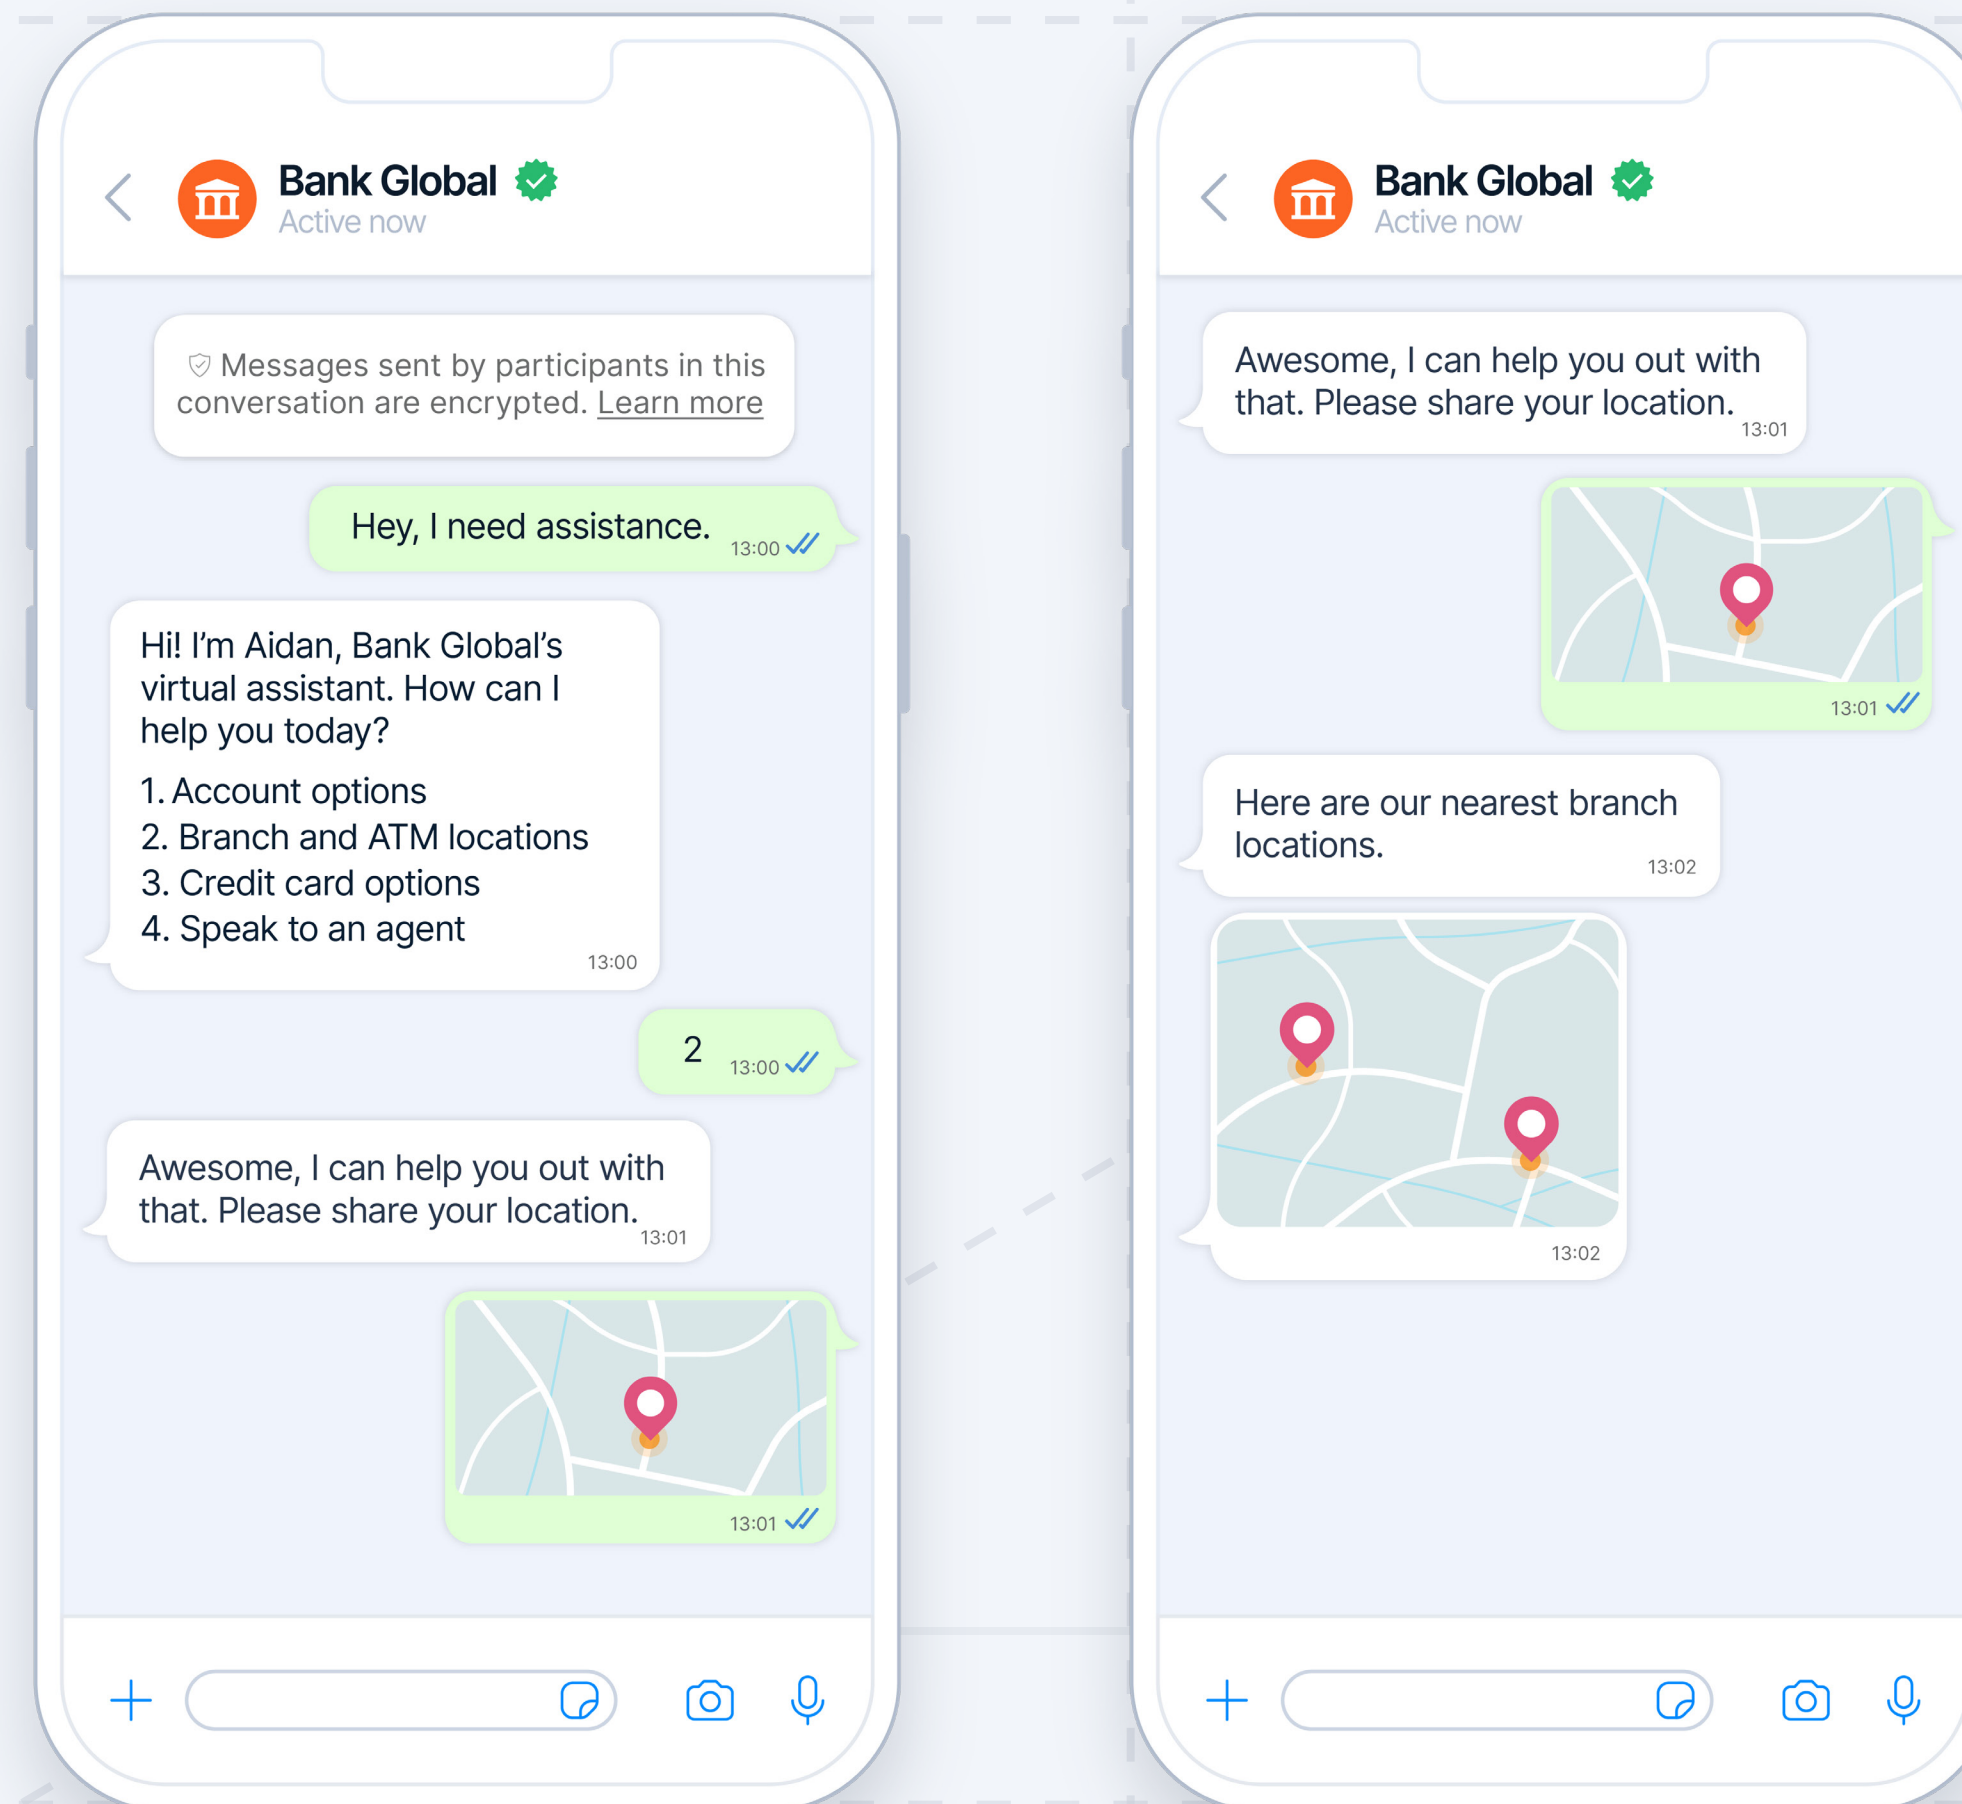 Bank Global
Active now
Messages sent by participants in this
conversation are encrypted. Learn more
Hey, I need assistance.
13:00
Hi! I’m Aidan, Bank Global’s
virtual assistant. How can I
help you today?
1. Account options
2. Branch and ATM locations
3. Credit card options
4. Speak to an agent
13:00
2
13:00
Awesome, I can help you out with
that. Please share your location.
13:01
13:01
Bank Global
Active now
Awesome, I can help you out with
that. Please share your location.
13:01
13:01
Here are our nearest branch
locations.
13:02
13:02